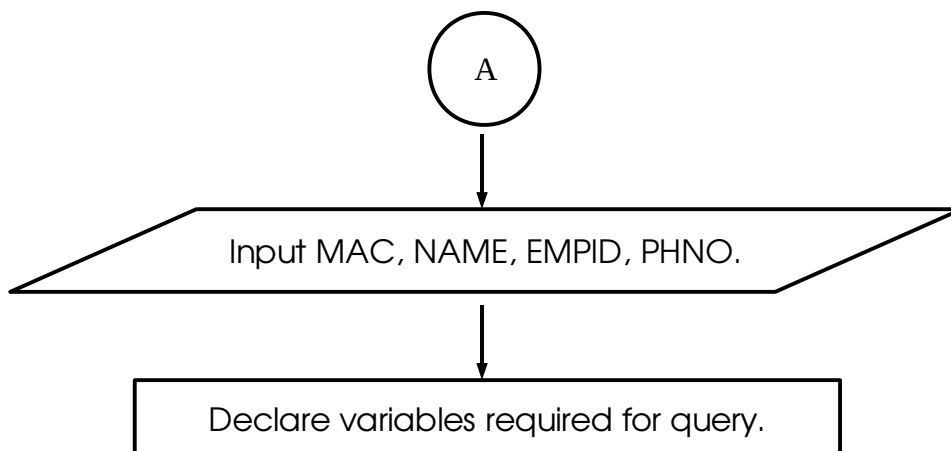 A
Input MAC, NAME, EMPID, PHNO.
Declare variables required for query.